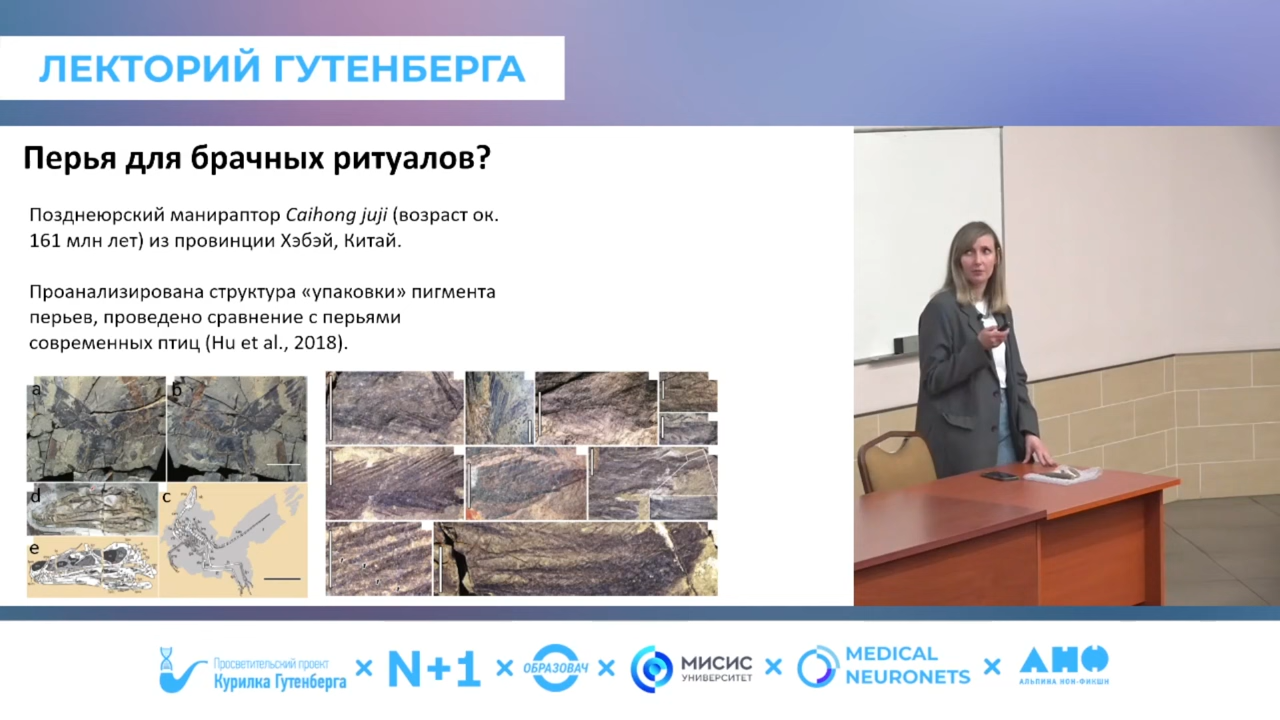 ЛЕКТОРИЙ ГУТЕНБЕРГА
Перья для брачных ритуалов?
Позднеюрский манираптор Caihong juji (возраст ок.
161 млн лет) из провинции Хэбэй, Китай.
Проанализирована структура «упаковки» пигмента
перьев, проведено сравнение с перьями
современных птиц (Hu et al., 2018).
a
b
d
c
e
Просветительский проект
Курилка Гутенберга
×
N+1
×
ОБРАЗОВАЧ
×
МИСИС
УНИВЕРСИТЕТ
×
MEDICAL
NEURONETS
×
АНФ
АЛЬПИНА НОН-ФИКШН